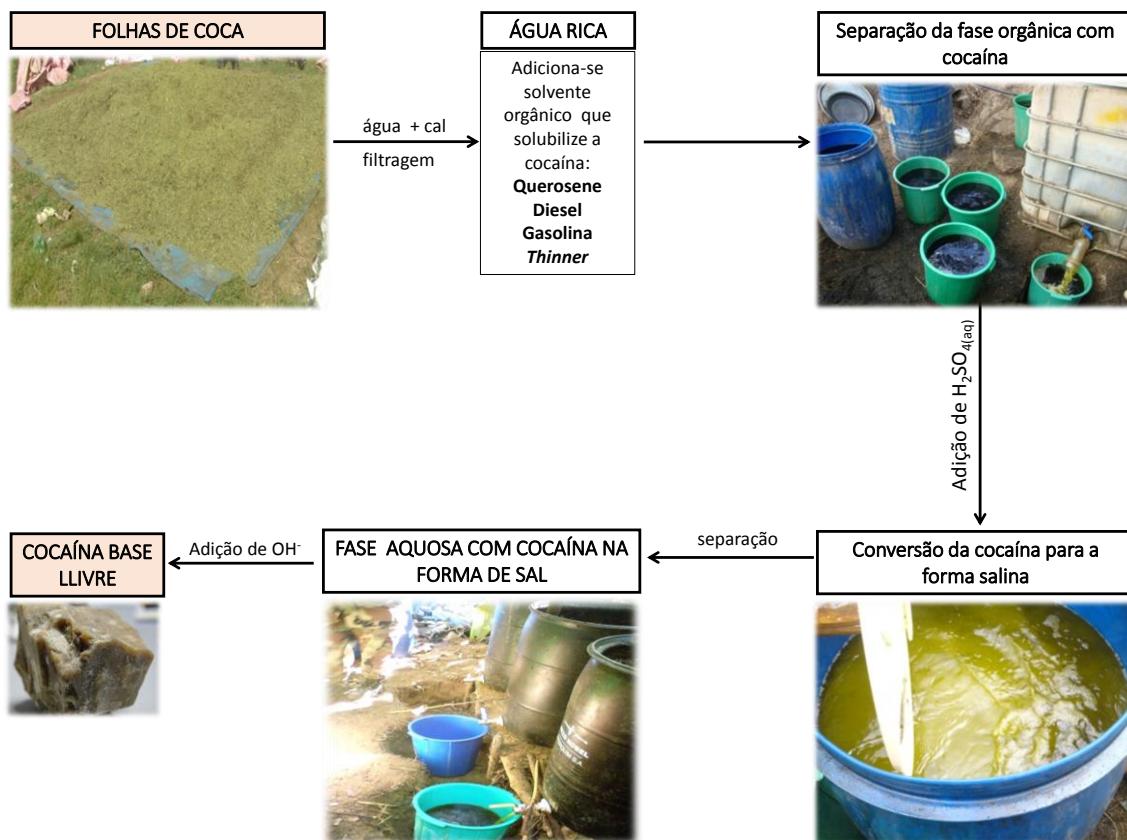 FOLHAS DE COCA
água + cal
filtragem
ÁGUA RICA
Adiciona-se
solvente
orgânico que
solubilize a
cocaína:
Querosene
Diesel
Gasolina
Thinner
Separação da fase orgânica com
cocaína
Adição de H₂SO₄(aq)
Conversão da cocaína para a
forma salina
separação
FASE AQUOSA COM COCAÍNA NA
FORMA DE SAL
Adição de OH⁻
COCAÍNA BASE
LLIVRE